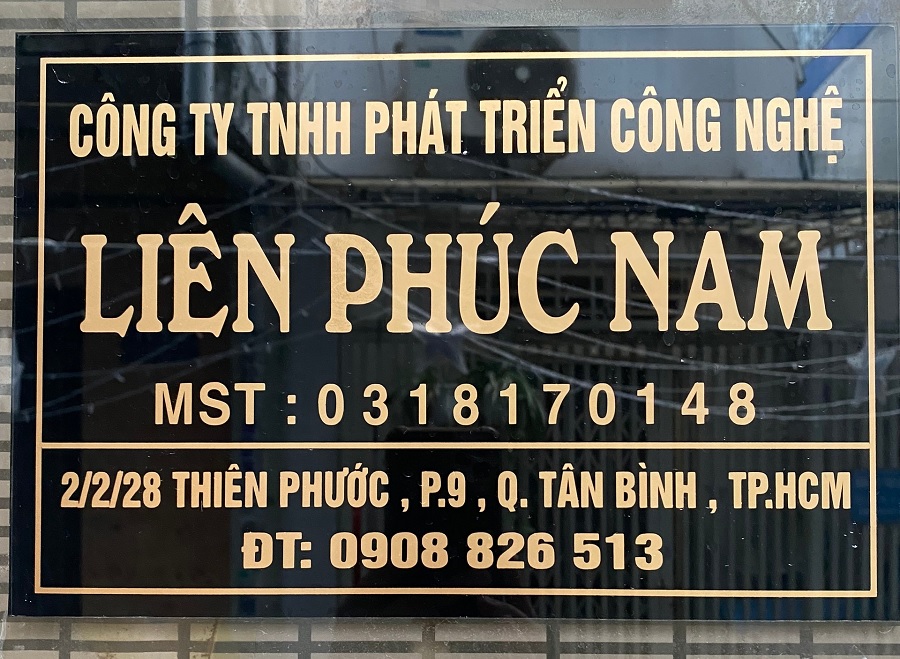 CÔNG TY TNHH PHÁT TRIỂN CÔNG NGHỆ
LIÊN PHÚC NAM
MST : 0318170148
2/2/28 THIÊN PHƯỚC , P.9 , Q. TÂN BÌNH , TP.HCM
ĐT: 0908 826 513